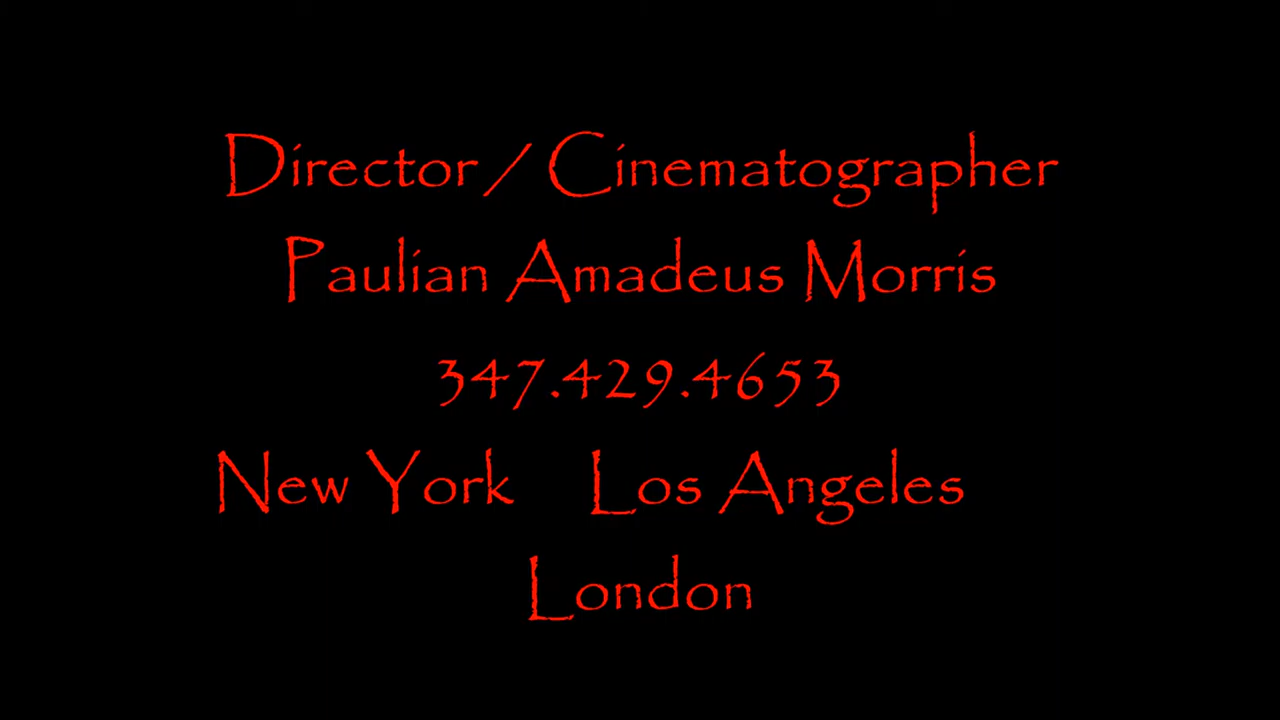 Director / Cinematographer
Paulian Amadeus Morris
347.429.4653
New York Los Angeles
London